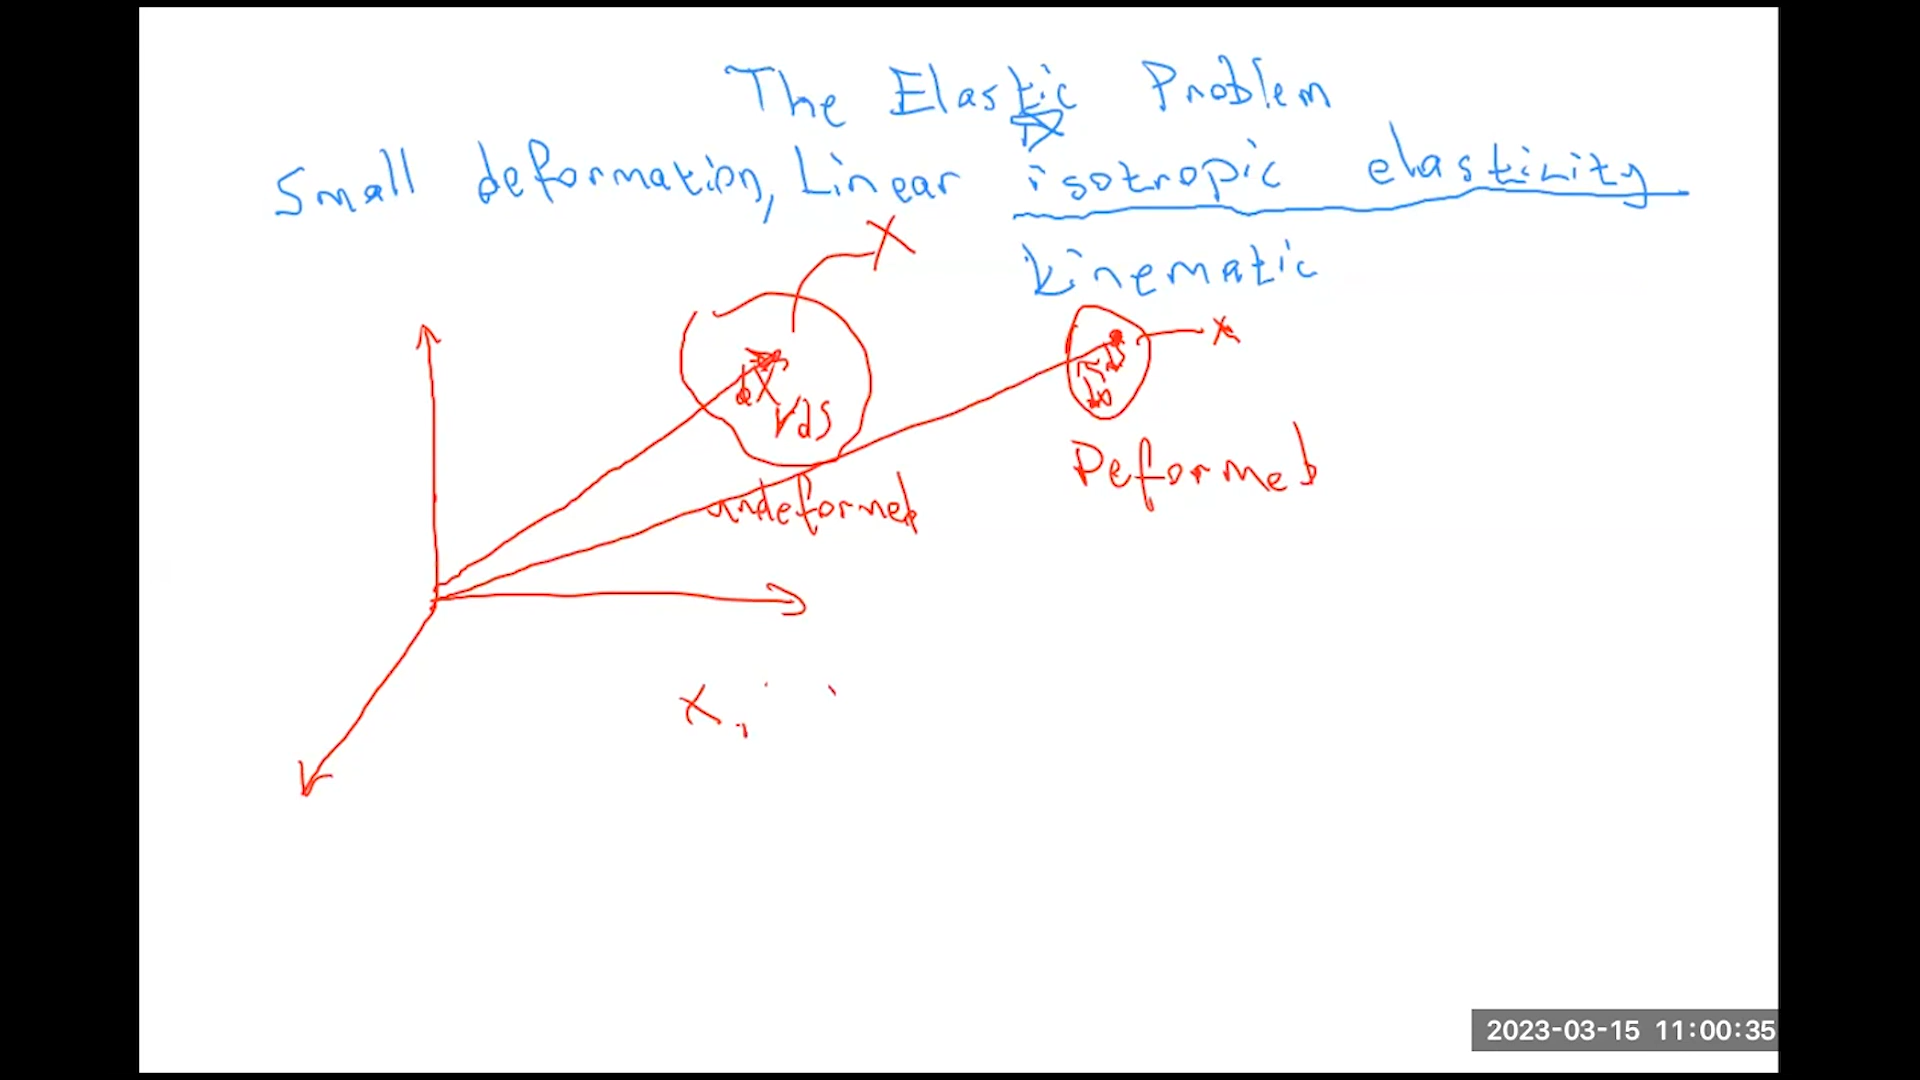 The Elastic Problem
Small deformation, Linear isotropic elasticity
kinematic
X
x
dX
dS
undeformed
Deformed
x,
2023-03-15 11:00:35